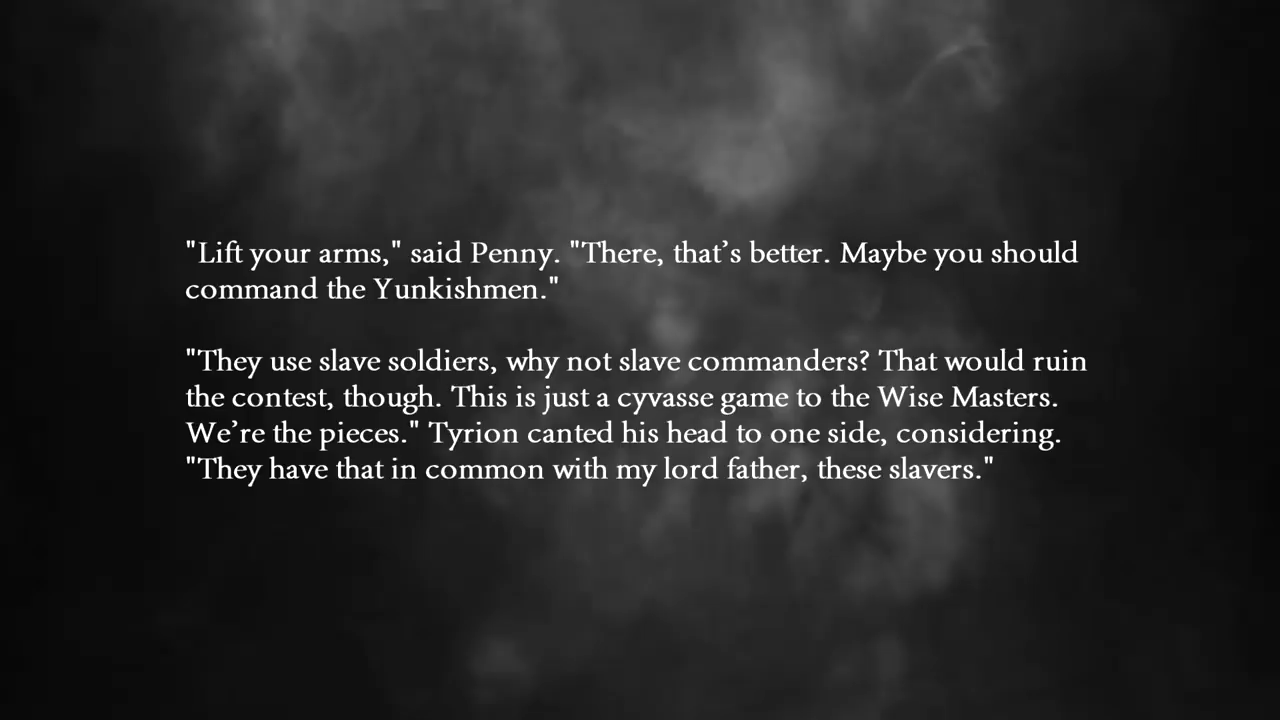 "Lift your arms," said Penny. "There, that’s better. Maybe you should
command the Yunkishmen."
"They use slave soldiers, why not slave commanders? That would ruin
the contest, though. This is just a cyvasse game to the Wise Masters.
We’re the pieces." Tyrion canted his head to one side, considering.
"They have that in common with my lord father, these slavers."